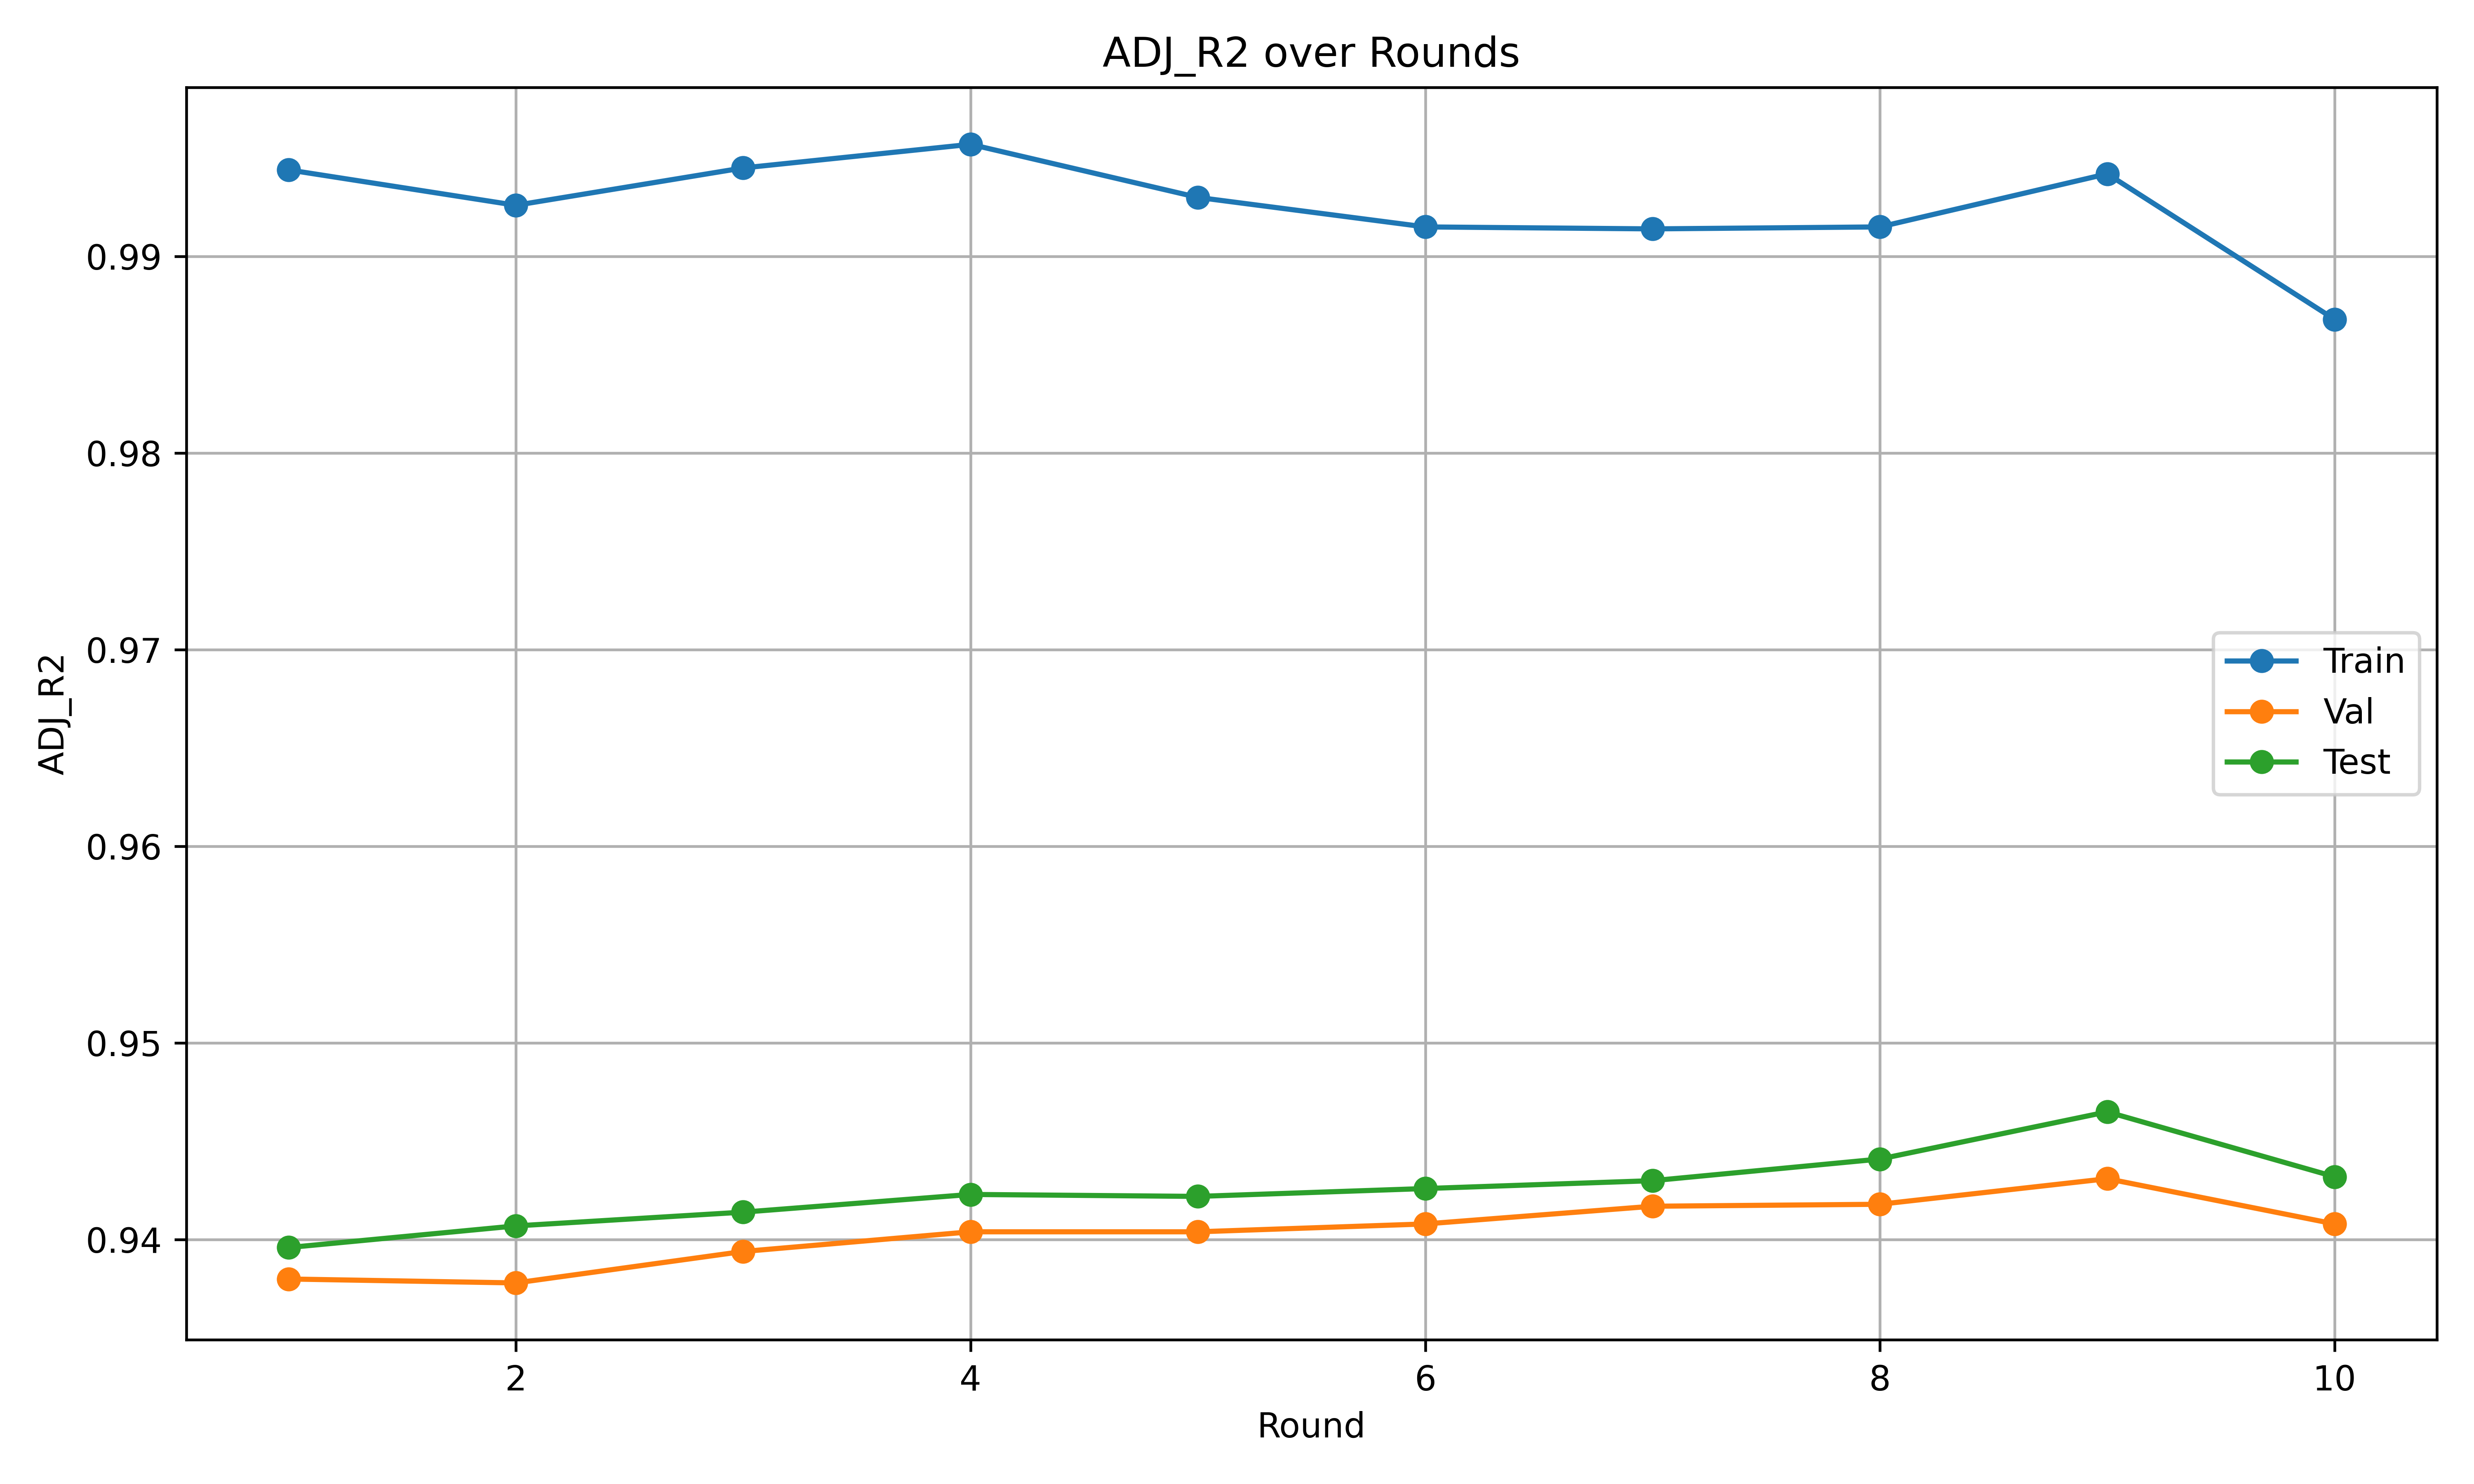 ADJ_R2 over Rounds
ADJ_R2
0.99
0.98
0.97
0.96
0.95
0.94
Train
Val
Test
2 4 6 8 10
Round